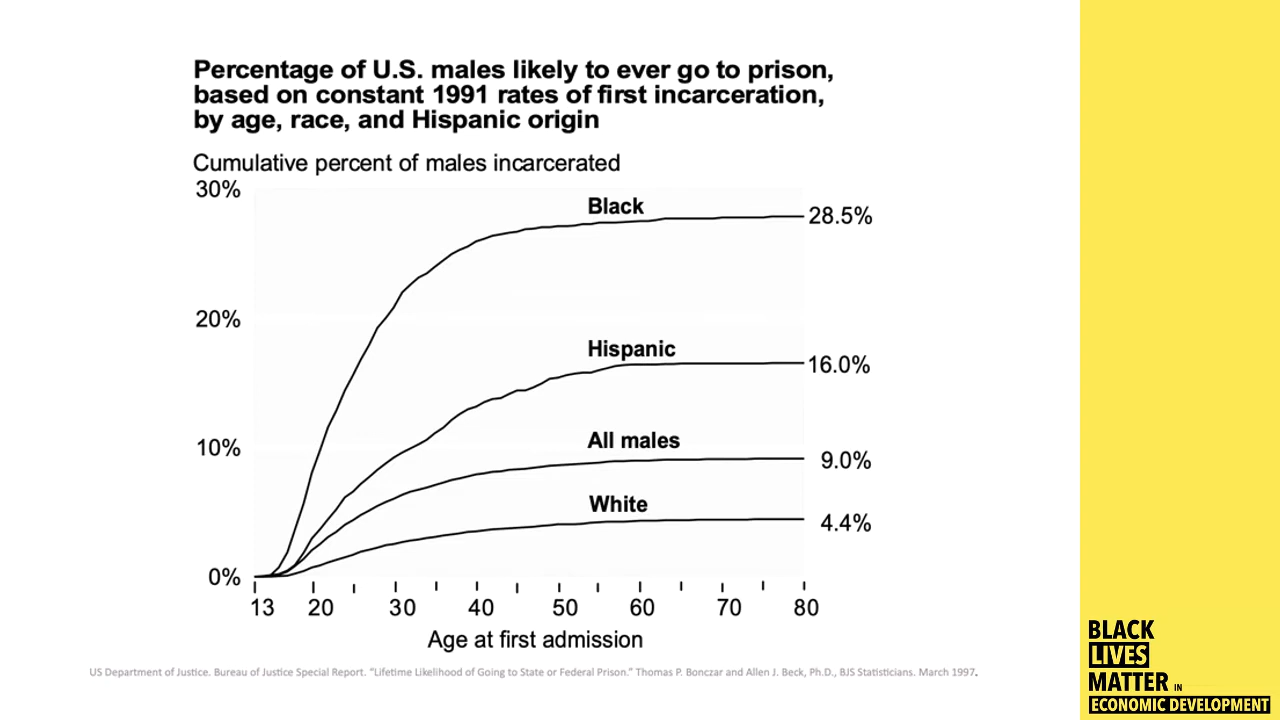 Percentage of U.S. males likely to ever go to prison,
based on constant 1991 rates of first incarceration,
by age, race, and Hispanic origin
Cumulative percent of males incarcerated
30%
Black
28.5%
20%
Hispanic
16.0%
10%
All males
9.0%
White
4.4%
0%
13 20 30 40 50 60 70 80
Age at first admission
US Department of Justice. Bureau of Justice Special Report. “Lifetime Likelihood of Going to State or Federal Prison.” Thomas P. Bonczar and Allen J. Beck, Ph.D., BJS Statisticians. March 1997.
BLACK
LIVES
MATTER IN
ECONOMIC DEVELOPMENT